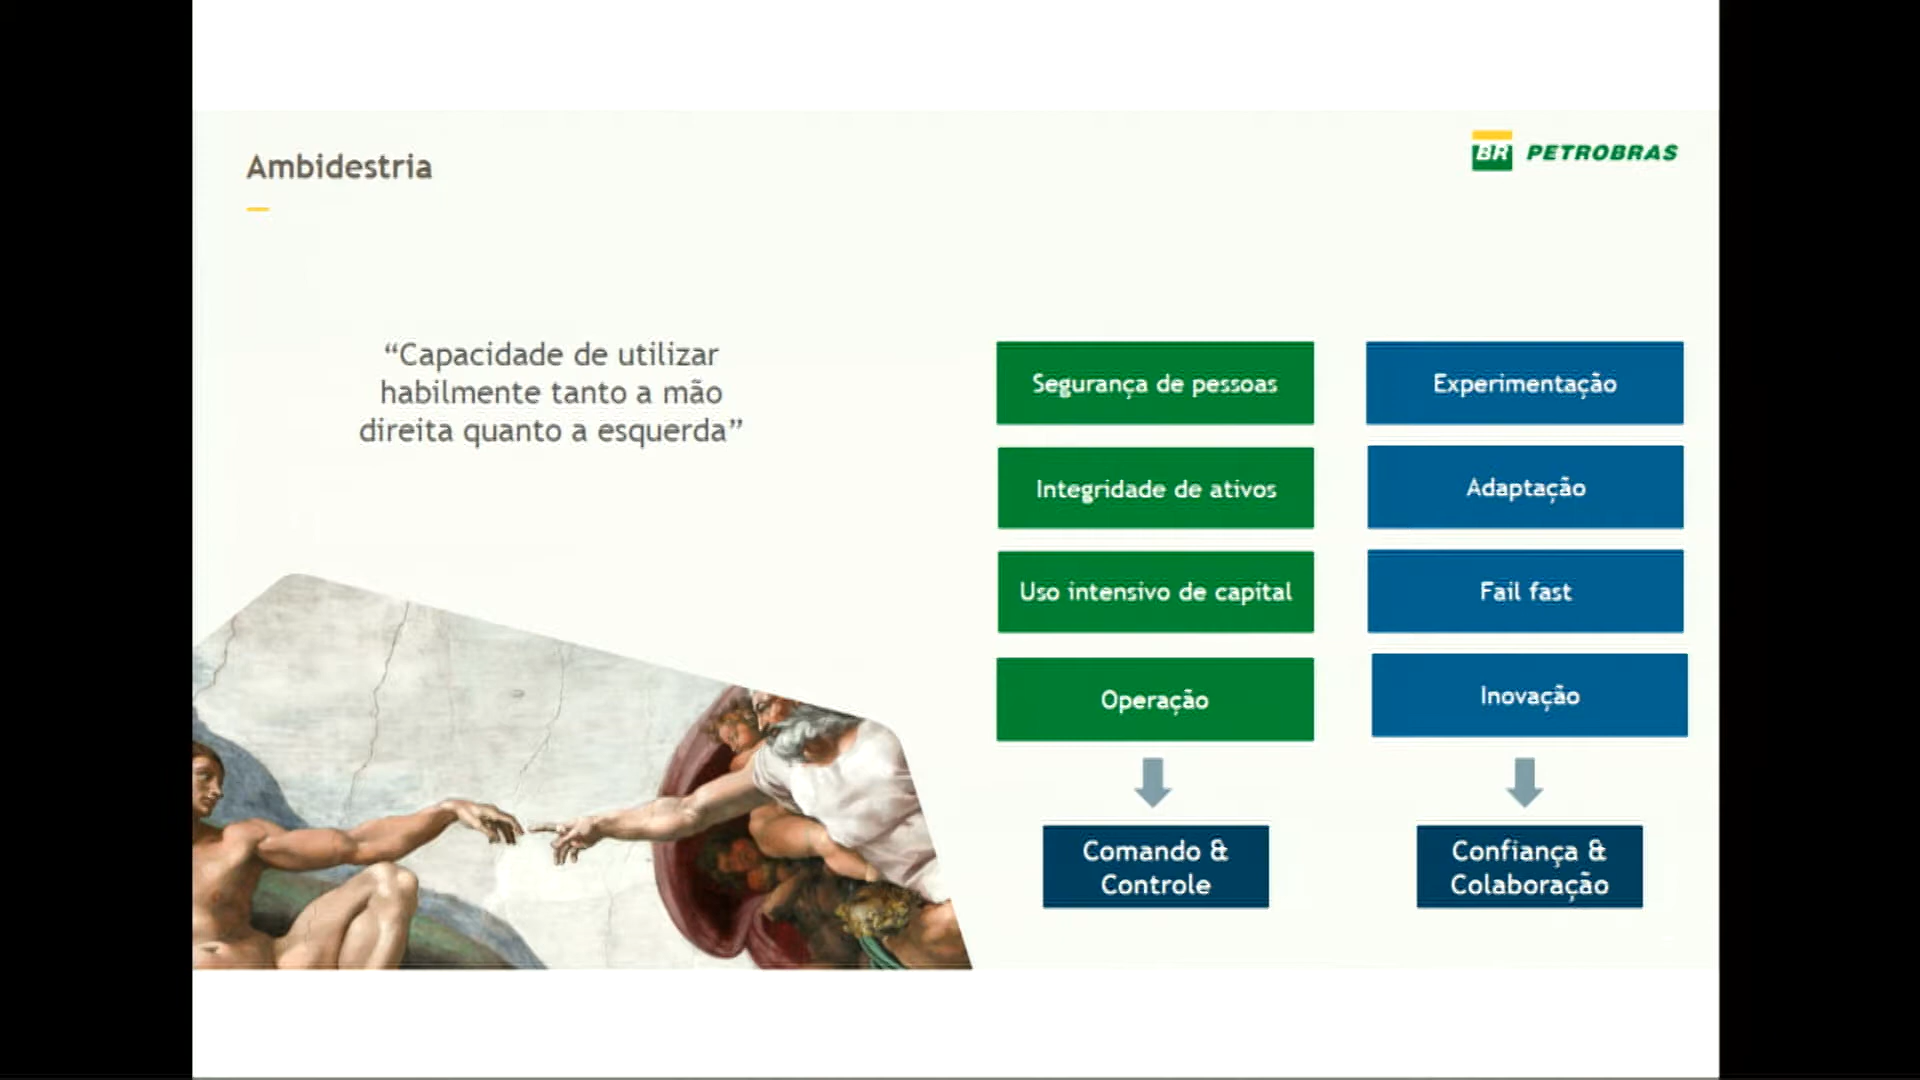 Ambidestria
BR PETROBRAS
“Capacidade de utilizar
habilmente tanto a mão
direita quanto a esquerda”
Segurança de pessoas
Integridade de ativos
Uso intensivo de capital
Operação
Comando &
Controle
Experimentação
Adaptação
Fail fast
Inovação
Confiança &
Colaboração